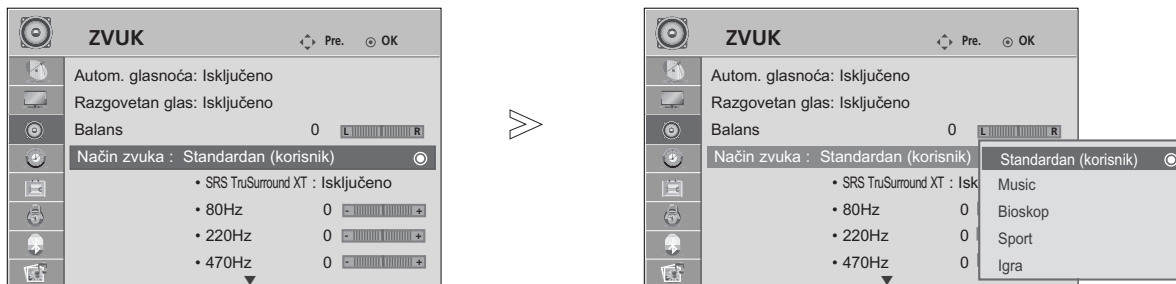 ZVUK Pre. OK
Autom. glasnoća: Isključeno
Razgovetan glas: Isključeno
Balans 0 L R
Način zvuka : Standardan (korisnik)
• SRS TruSurround XT : Isključeno
• 80Hz 0 - +
• 220Hz 0 - +
• 470Hz 0 - +
>
ZVUK Pre. OK
Autom. glasnoća: Isključeno
Razgovetan glas: Isključeno
Balans 0 L R
Način zvuka : Standardan (korisnik)
• SRS TruSurround XT : Isk
• 80Hz 0
• 220Hz 0
• 470Hz 0
Standardan (korisnik)
Music
Bioskop
Sport
Igra